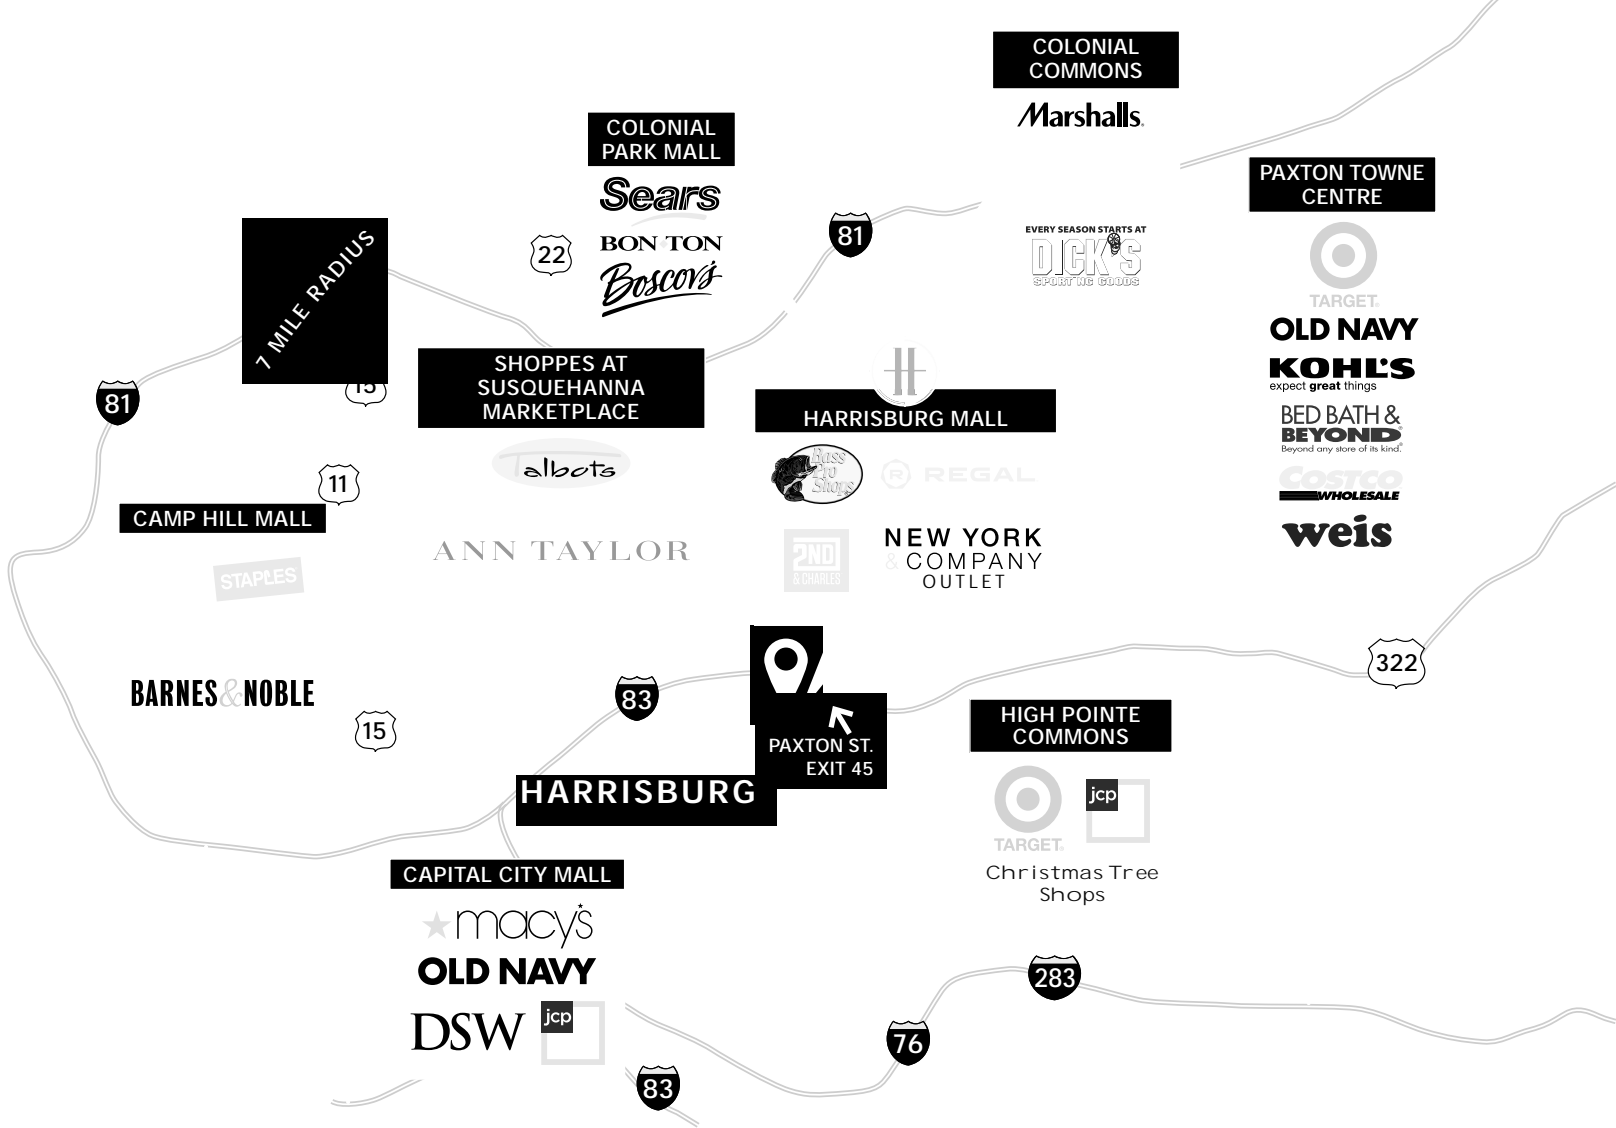 COLONIAL
COMMONS
Marshalls.
EVERY SEASON STARTS AT
DICK'S
SPORTING GOODS
COLONIAL
PARK MALL
Sears
BON·TON
Boscov's
22
81
PAXTON TOWNE
CENTRE
TARGET
OLD NAVY
KOHL'S
expect great things
BED BATH &
BEYOND
Beyond any store of its kind.
COSTCO
WHOLESALE
weis
7 MILE RADIUS
15
81
11
SHOPPES AT
SUSQUEHANNA
MARKETPLACE
Talbots
ANN TAYLOR
H
HARRISBURG MALL
Bass
Pro
Shops
R REGAL
2ND
& CHARLES
NEW YORK
& COMPANY
OUTLET
CAMP HILL MALL
STAPLES
BARNES&NOBLE
15
83
322
PAXTON ST.
EXIT 45
HARRISBURG
HIGH POINTE
COMMONS
TARGET
jcp
Christmas Tree
Shops
CAPITAL CITY MALL
macy's
OLD NAVY
DSW
jcp
283
76
83